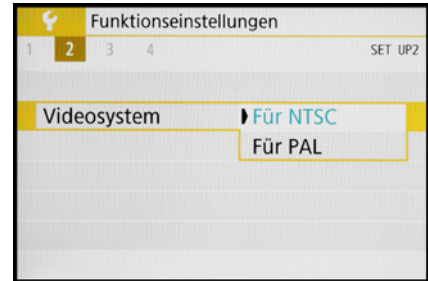 Funktionseinstellungen
1 2 3 4 SET UP2
Videosystem Für NTSC
Für PAL